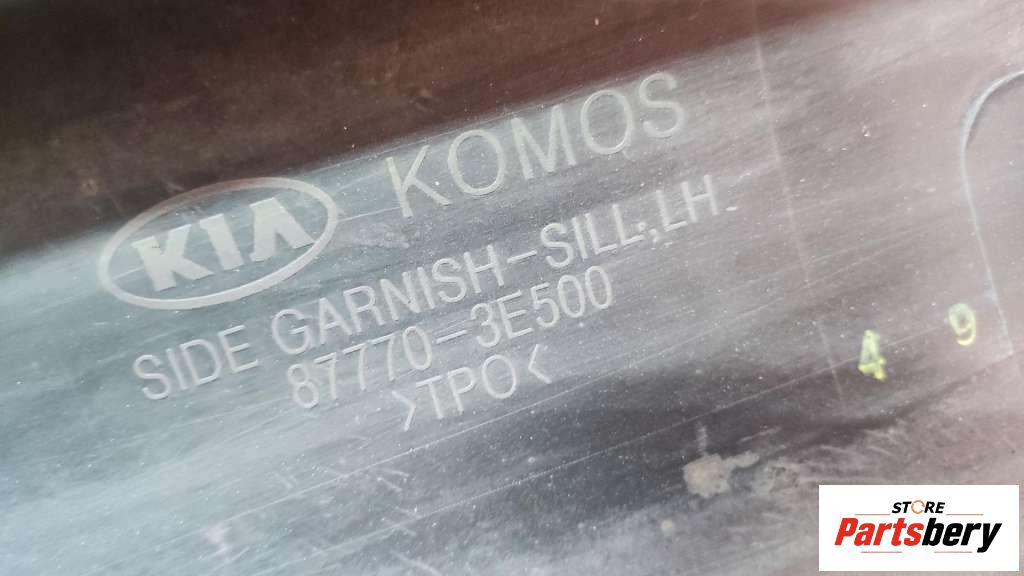 KIA KOMOS
SIDE GARNISH-SILL,LH
87770-3E500
>TPO<
4 9
STORE
Partsbery